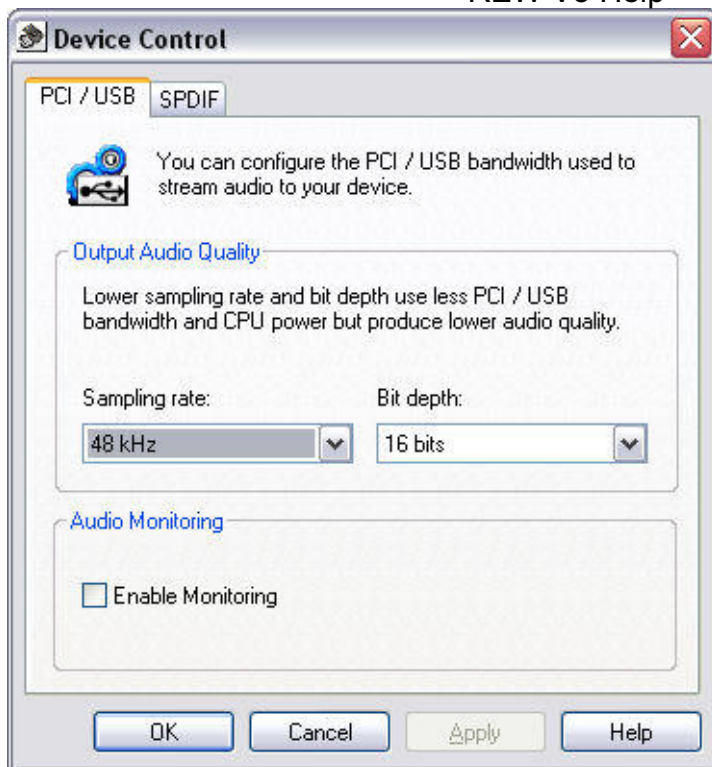 Device Control
PCI / USB
SPDIF
You can configure the PCI / USB bandwidth used to
stream audio to your device.
Output Audio Quality
Lower sampling rate and bit depth use less PCI / USB
bandwidth and CPU power but produce lower audio quality.
Sampling rate:
Bit depth:
48 kHz
16 bits
Audio Monitoring
Enable Monitoring
OK
Cancel
Apply
Help